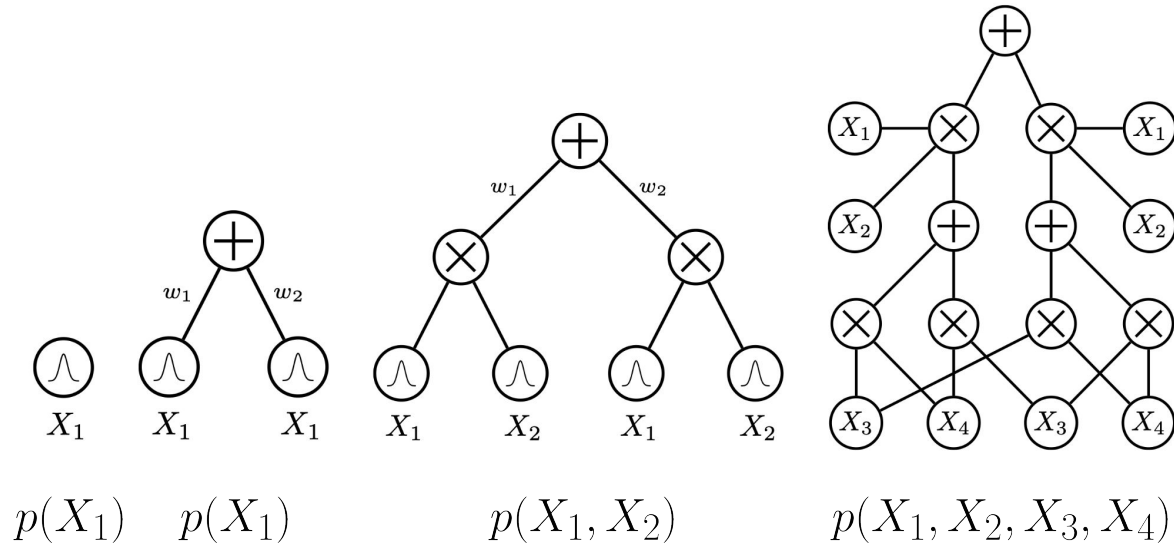 +
X₁ × × X₁
+
w₁ w₂
× ×
X₂ + + X₂
+
w₁ w₂
× × × ×
X₁ X₁ X₁ X₁ X₂ X₁ X₂ X₃ X₄ X₃ X₄
p(X₁) p(X₁) p(X₁, X₂) p(X₁, X₂, X₃, X₄)